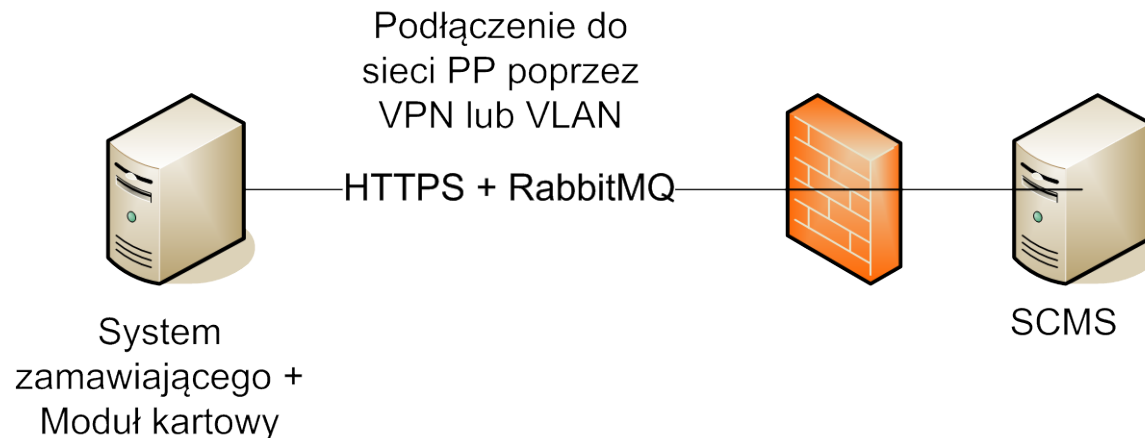 Podłączenie do
sieci PP poprzez
VPN lub VLAN
HTTPS + RabbitMQ
System
zamawiającego +
Moduł kartowy
SCMS